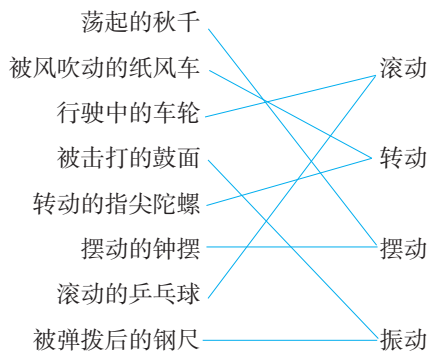 荡起的秋千
被风吹动的纸风车
滚动
行驶中的车轮
被击打的鼓面
转动
转动的指尖陀螺
摆动的钟摆
摆动
滚动的乒乓球
被弹拨后的钢尺
振动